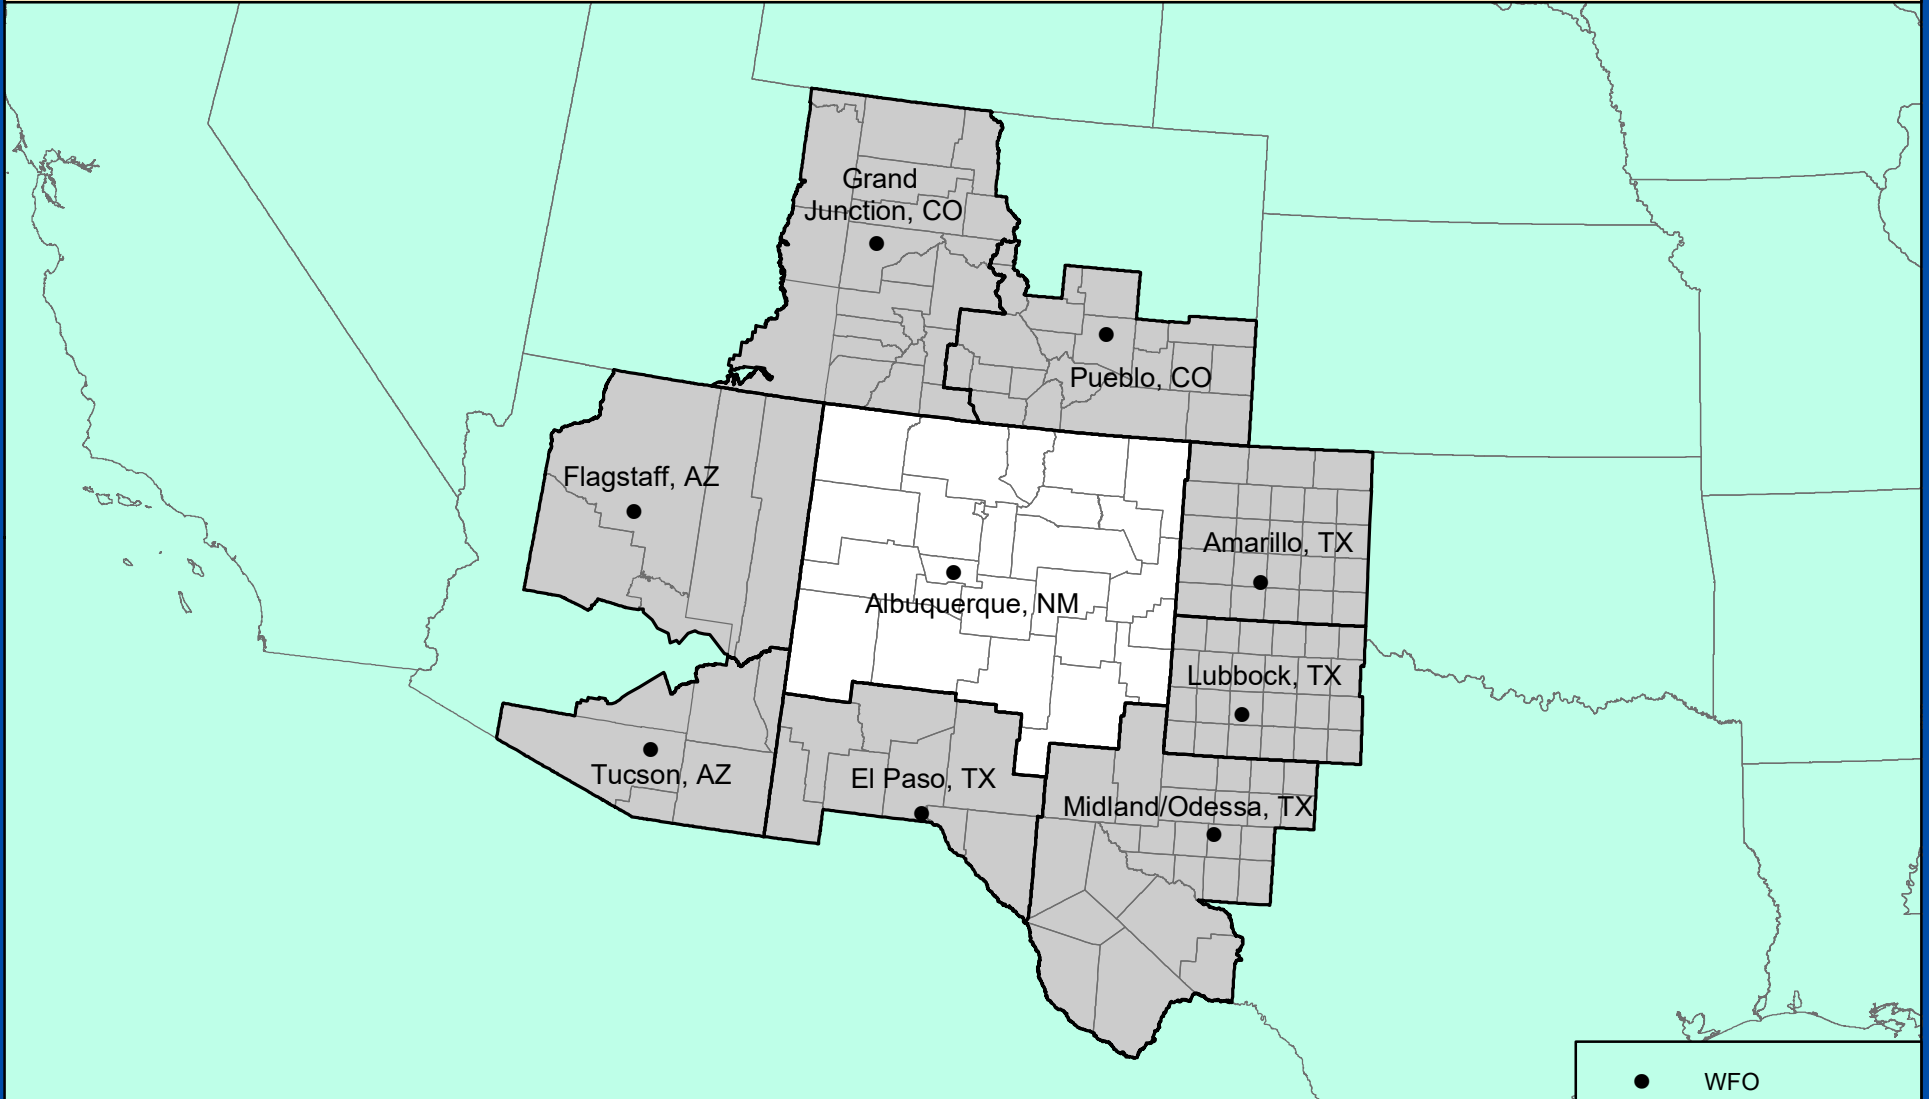 Grand
Junction, CO
Pueblo, CO
Flagstaff, AZ
Amarillo, TX
Albuquerque, NM
Lubbock, TX
Tucson, AZ
El Paso, TX
Midland/Odessa, TX
WFO